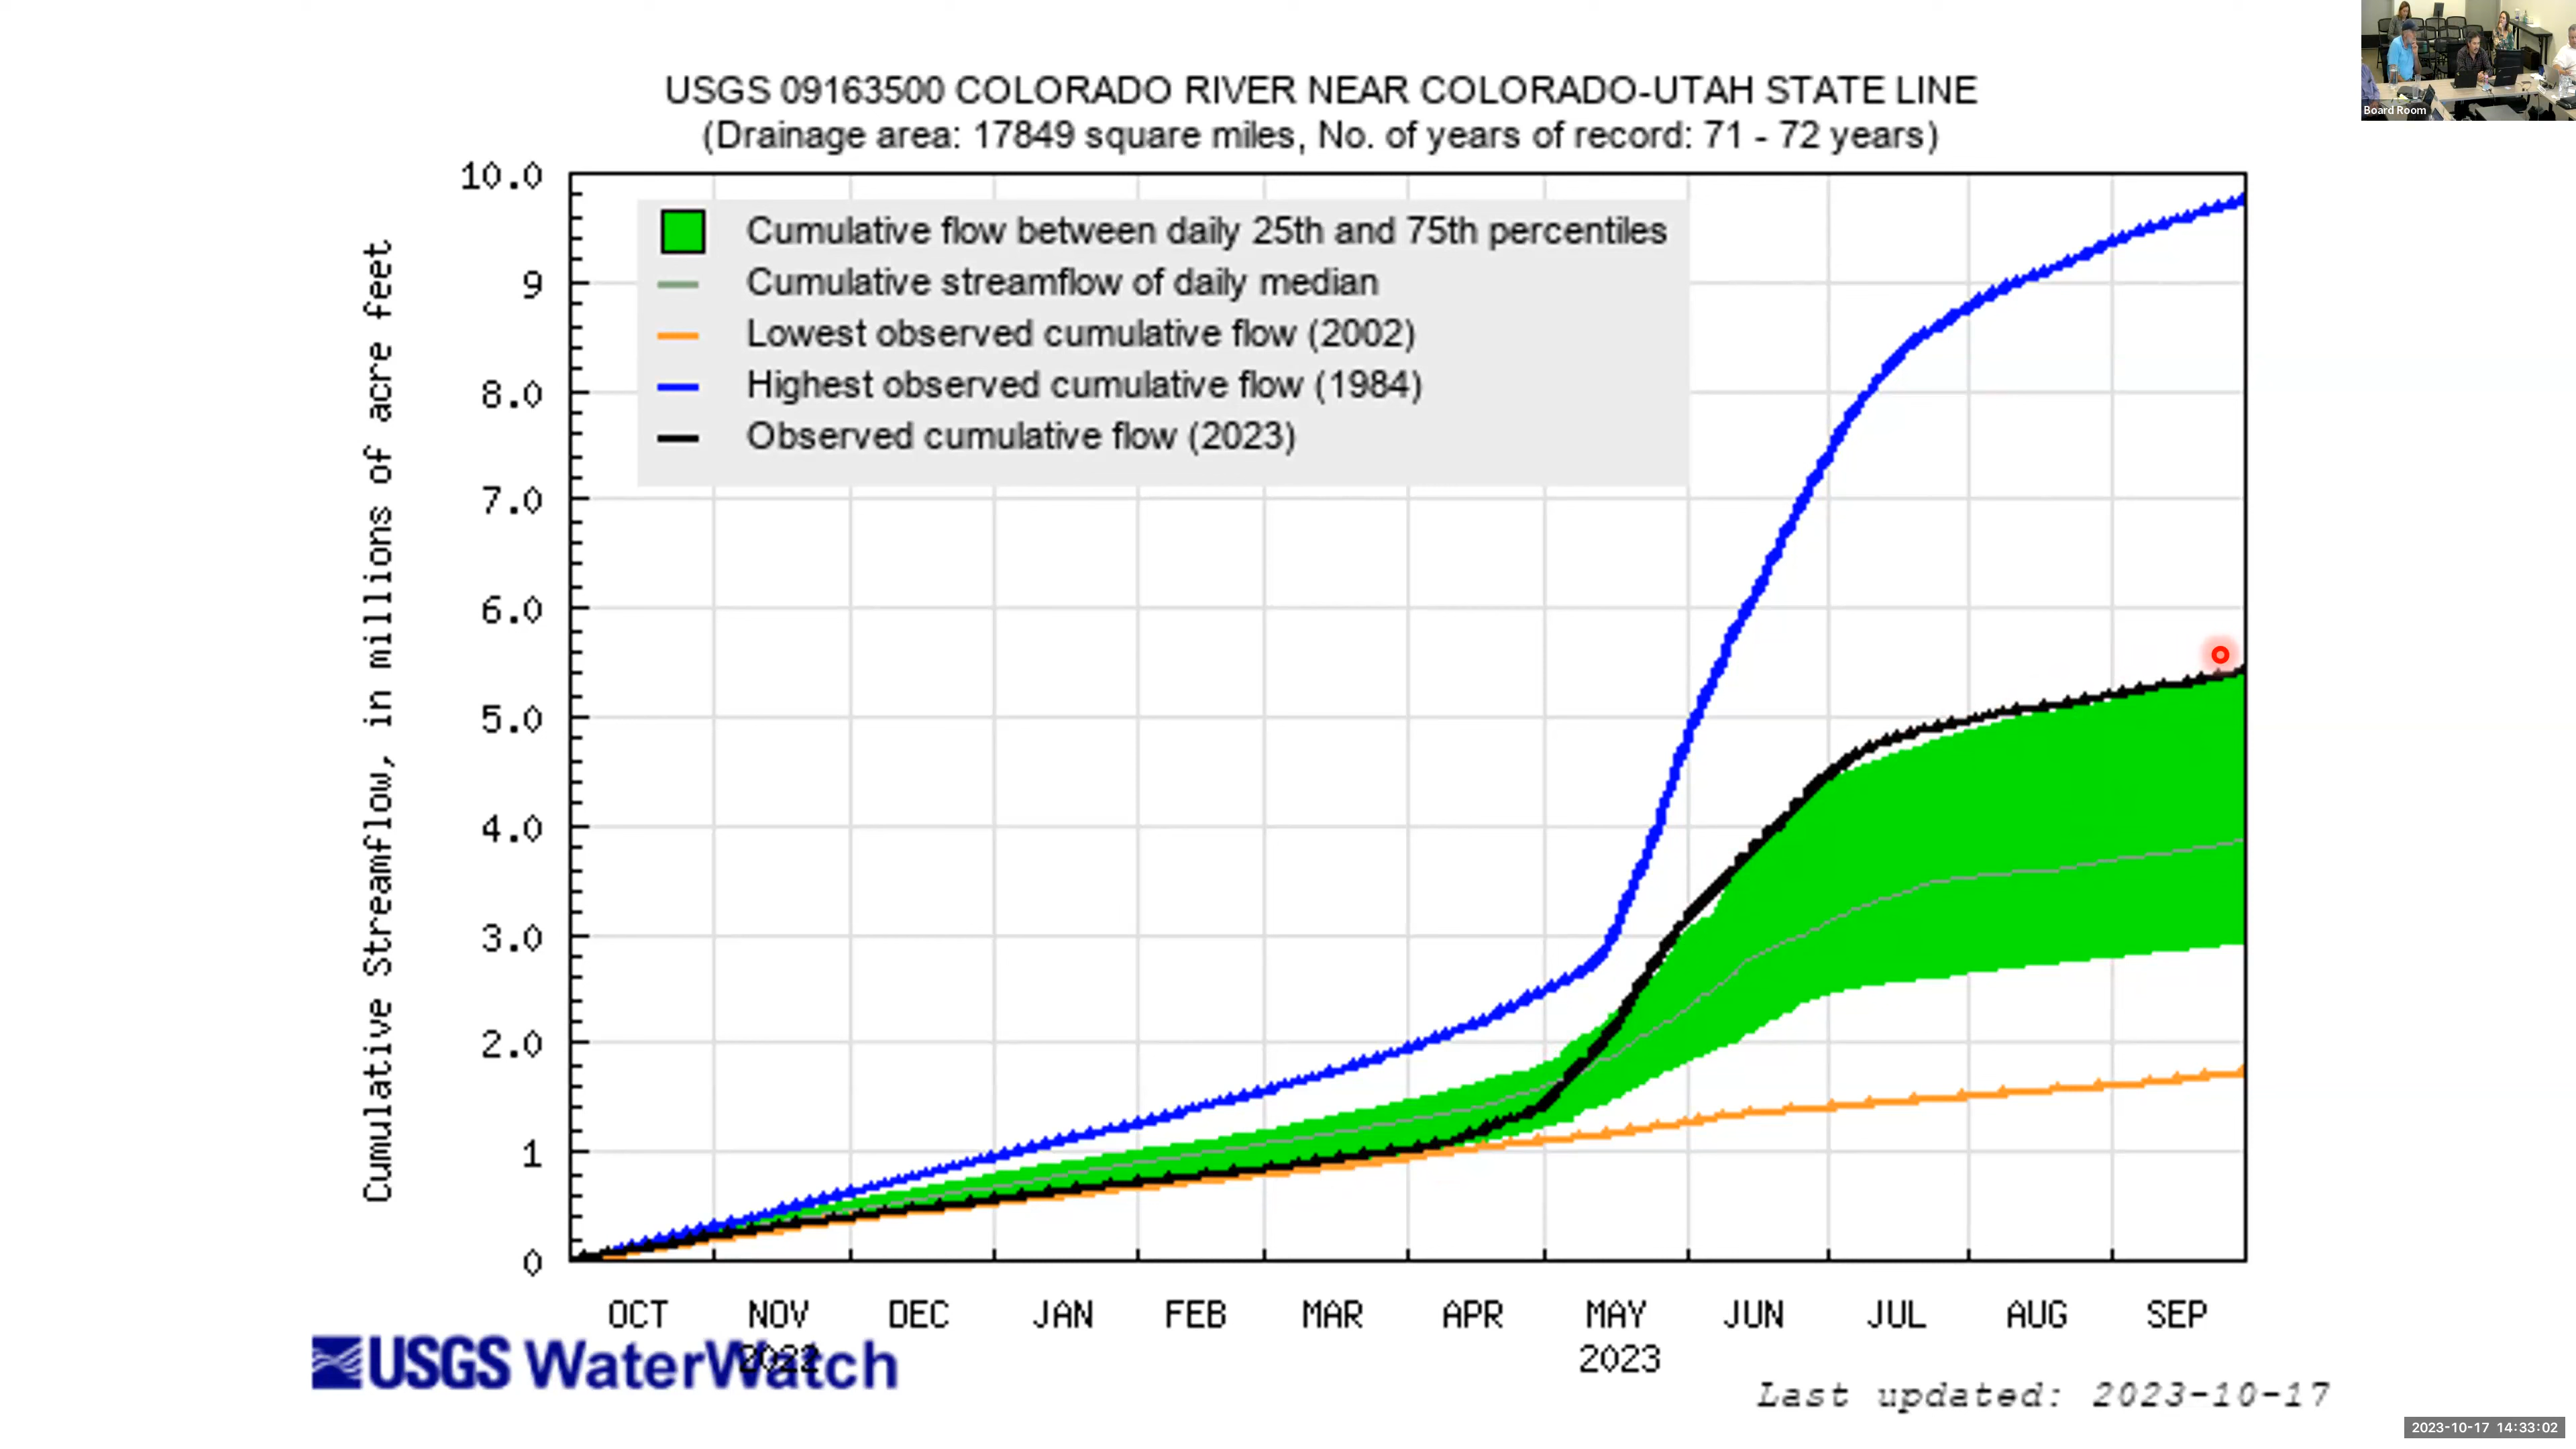 Board Room
USGS 09163500 COLORADO RIVER NEAR COLORADO-UTAH STATE LINE
(Drainage area: 17849 square miles, No. of years of record: 71 - 72 years)
Cumulative flow between daily 25th and 75th percentiles
Cumulative streamflow of daily median
Lowest observed cumulative flow (2002)
Highest observed cumulative flow (1984)
Observed cumulative flow (2023)
Cumulative Streamflow, in millions of acre feet
10.0
9
8.0
7.0
6.0
5.0
4.0
3.0
2.0
1
0
OCT NOV DEC JAN FEB MAR APR MAY JUN JUL AUG SEP
2022 2023
USGS WaterWatch
Last updated: 2023-10-17
2023-10-17 14:33:02